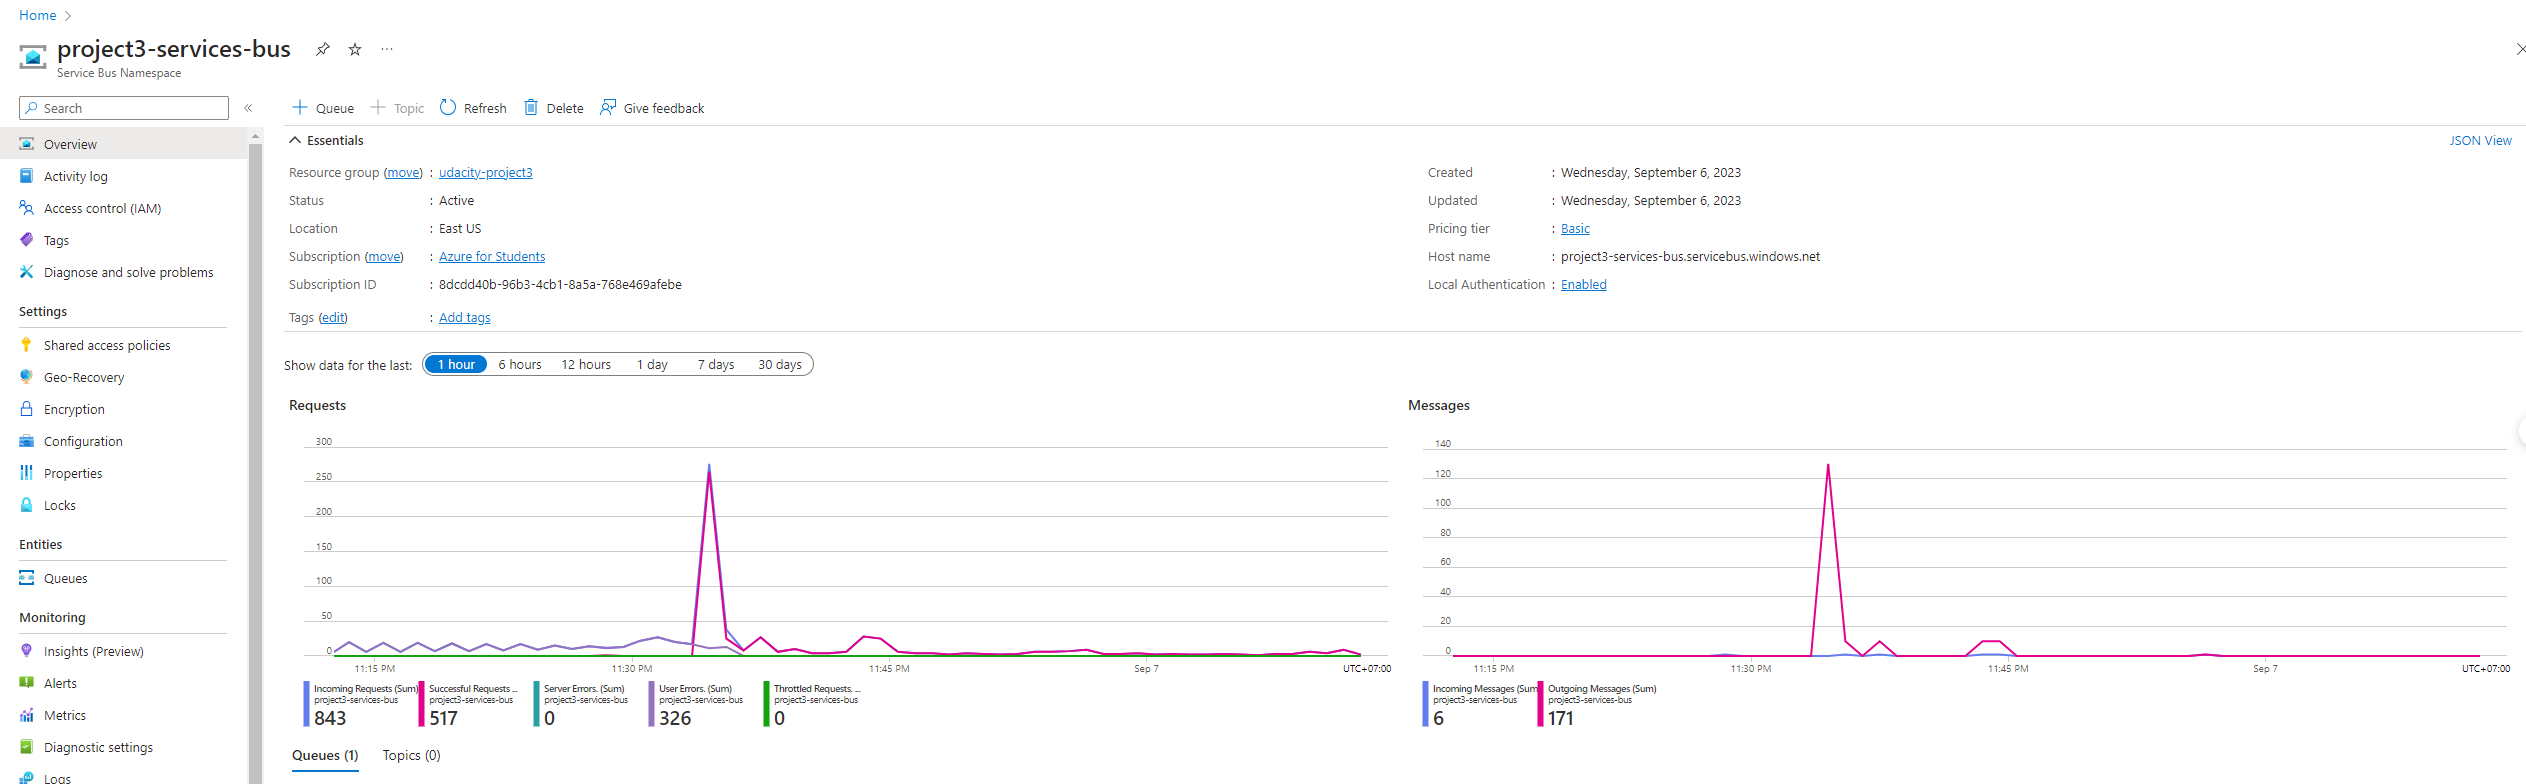 Home
project3-services-bus
Service Bus Namespace
Search
Overview
Activity log
Access control (IAM)
Tags
Diagnose and solve problems
Settings
Shared access policies
Geo-Recovery
Encryption
Configuration
Properties
Locks
Entities
Queues
Monitoring
Insights (Preview)
Alerts
Metrics
Diagnostic settings
Logs
Queue Topic Refresh Delete Give feedback
Essentials
JSON View
Resource group (move) : udacity-project3
Status : Active
Location : East US
Subscription (move) : Azure for Students
Subscription ID : 8dcdd40b-96b3-4cb1-8a5a-768e469afebe
Tags (edit) : Add tags
Created : Wednesday, September 6, 2023
Updated : Wednesday, September 6, 2023
Pricing tier : Basic
Host name : project3-services-bus.servicebus.windows.net
Local Authentication : Enabled
Show data for the last: 1 hour 6 hours 12 hours 1 day 7 days 30 days
Requests
300
250
200
150
100
50
0
11:15 PM 11:30 PM 11:45 PM Sep 7 UTC+07:00
Incoming Requests (Sum)
project3-services-bus
843
Successful Requests ...
project3-services-bus
517
Server Errors. (Sum)
project3-services-bus
0
User Errors. (Sum)
project3-services-bus
326
Throttled Requests. ...
project3-services-bus
0
Messages
140
120
100
80
60
40
20
0
11:15 PM 11:30 PM 11:45 PM Sep 7 UTC+07:00
Incoming Messages (Sum
project3-services-bus
6
Outgoing Messages (Sum)
project3-services-bus
171
Queues (1) Topics (0)